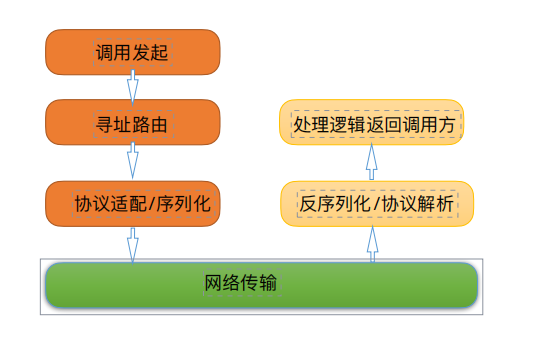 调用发起
寻址路由
处理逻辑返回调用方
协议适配/序列化
反序列化/协议解析
网络传输